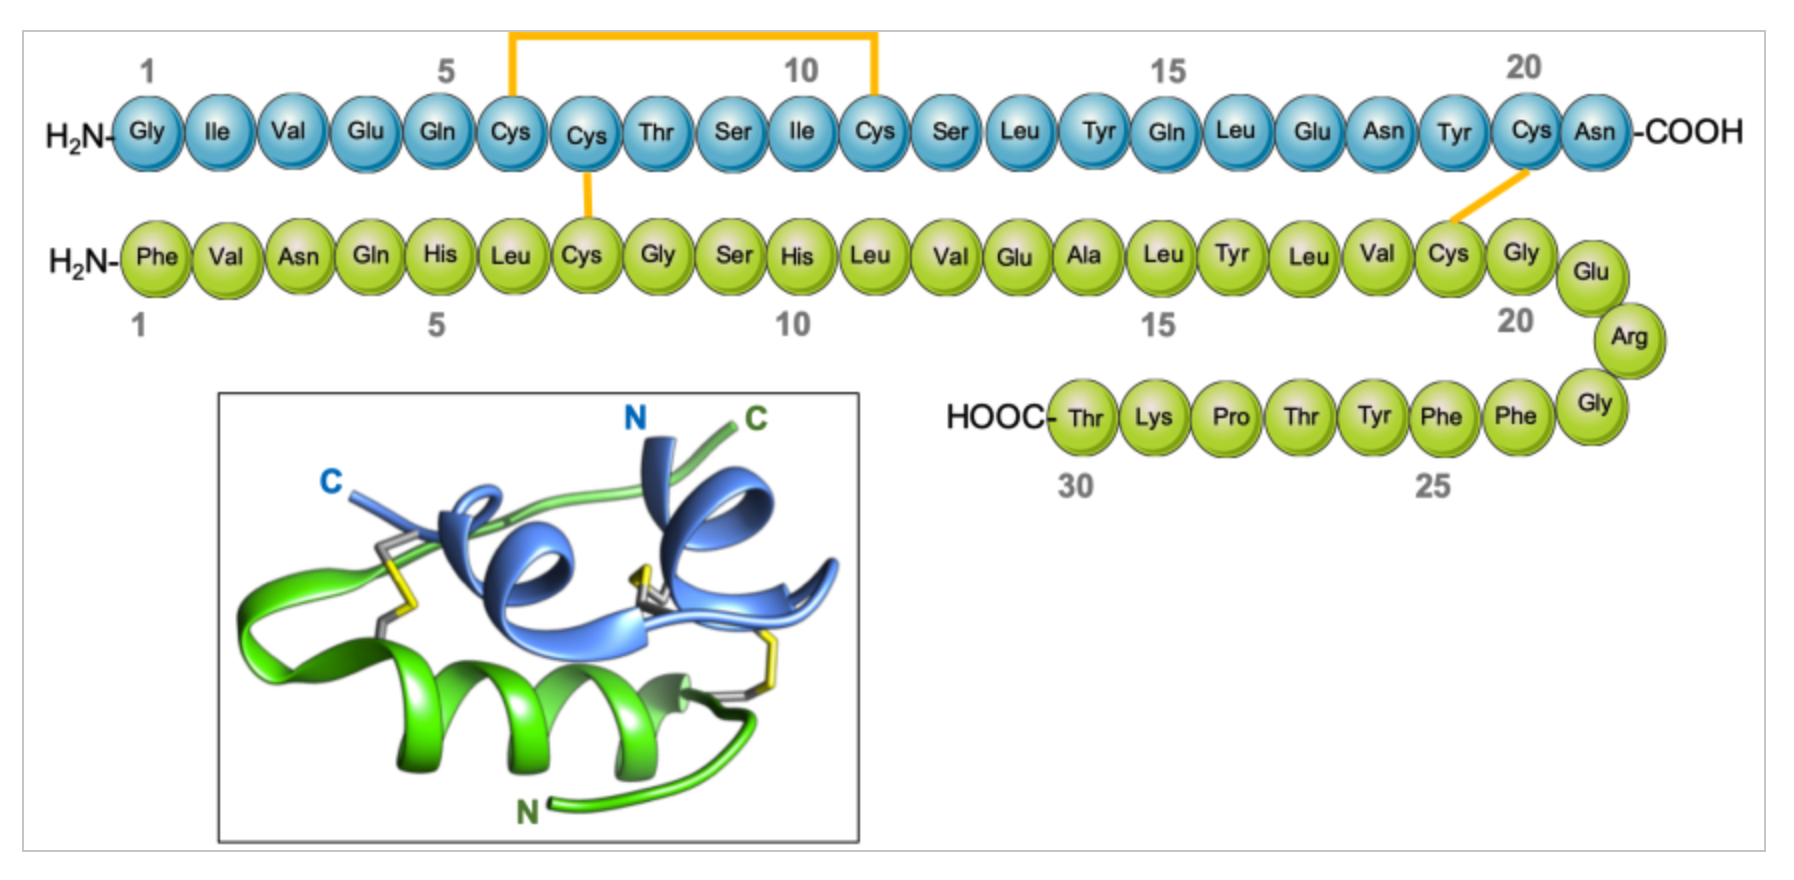 1 5 10 15 20
H₂N- Gly Ile Val Glu Gln Cys Cys Thr Ser Ile Cys Ser Leu Tyr Gln Leu Glu Asn Tyr Cys Asn -COOH
H₂N- Phe Val Asn Gln His Leu Cys Gly Ser His Leu Val Glu Ala Leu Tyr Leu Val Cys Gly Glu
1 5 10 15 20
Arg
HOOC- Thr Lys Pro Thr Tyr Phe Phe Gly
30 25
N C
C
N